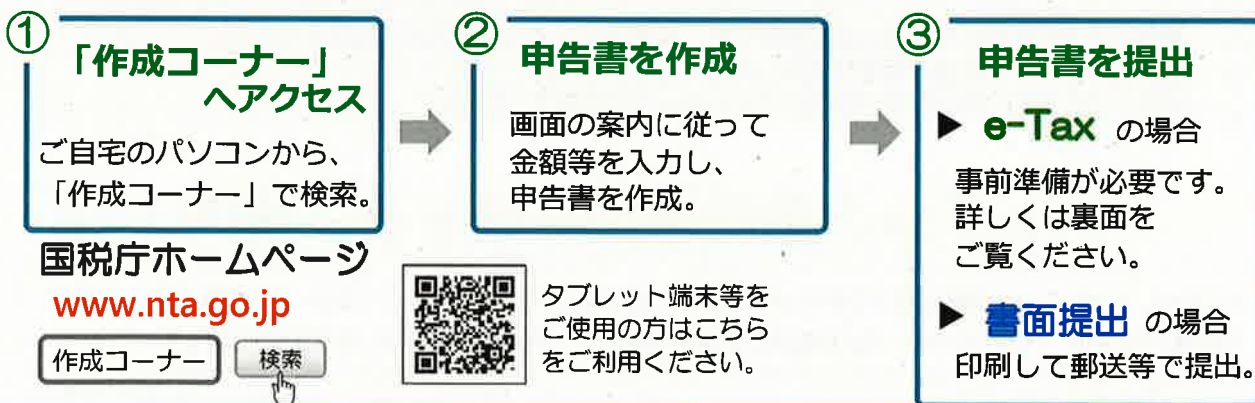 ①
「作成コーナー」
へアクセス
ご自宅のパソコンから、
「作成コーナー」で検索。
国税庁ホームページ
www.nta.go.jp
作成コーナー 検索
②
申告書を作成
画面の案内に従って
金額等を入力し、
申告書を作成。
タブレット端末等を
ご使用の方はこちら
をご利用ください。
③
申告書を提出
▶ e-Tax の場合
事前準備が必要です。
詳しくは裏面を
ご覧ください。
▶ 書面提出 の場合
印刷して郵送等で提出。